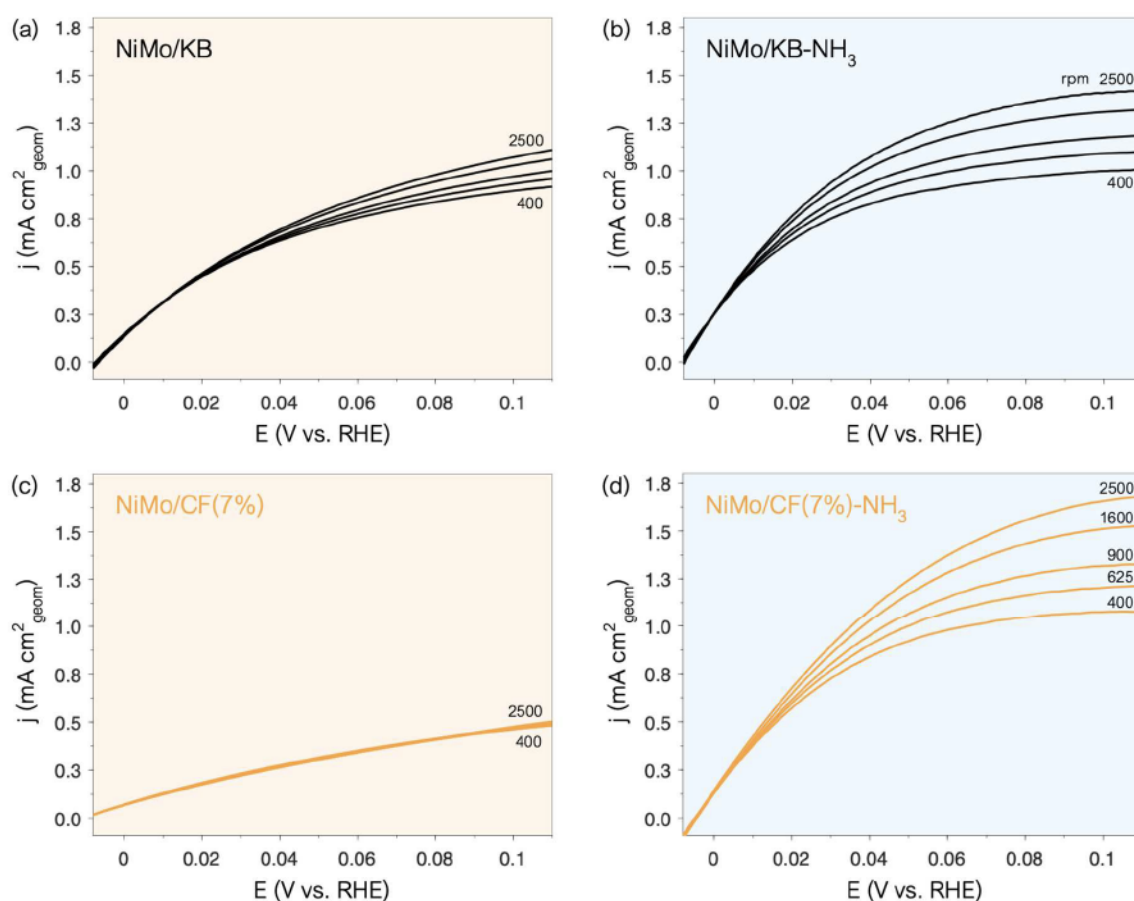 (a)
NiMo/KB
1.8
1.5
1.3
1.0
0.8
0.5
0.3
0.0
j (mA cm²geom)
2500
400
0 0.02 0.04 0.06 0.08 0.1
E (V vs. RHE)
(b)
NiMo/KB-NH₃
1.8
1.5
1.3
1.0
0.8
0.5
0.3
0.0
j (mA cm²geom)
rpm 2500
400
0 0.02 0.04 0.06 0.08 0.1
E (V vs. RHE)
(c)
NiMo/CF(7%)
1.8
1.5
1.3
1.0
0.8
0.5
0.3
0.0
j (mA cm²geom)
2500
400
0 0.02 0.04 0.06 0.08 0.1
E (V vs. RHE)
(d)
NiMo/CF(7%)-NH₃
1.8
1.5
1.3
1.0
0.8
0.5
0.3
0.0
j (mA cm²geom)
2500
1600
900
625
400
0 0.02 0.04 0.06 0.08 0.1
E (V vs. RHE)